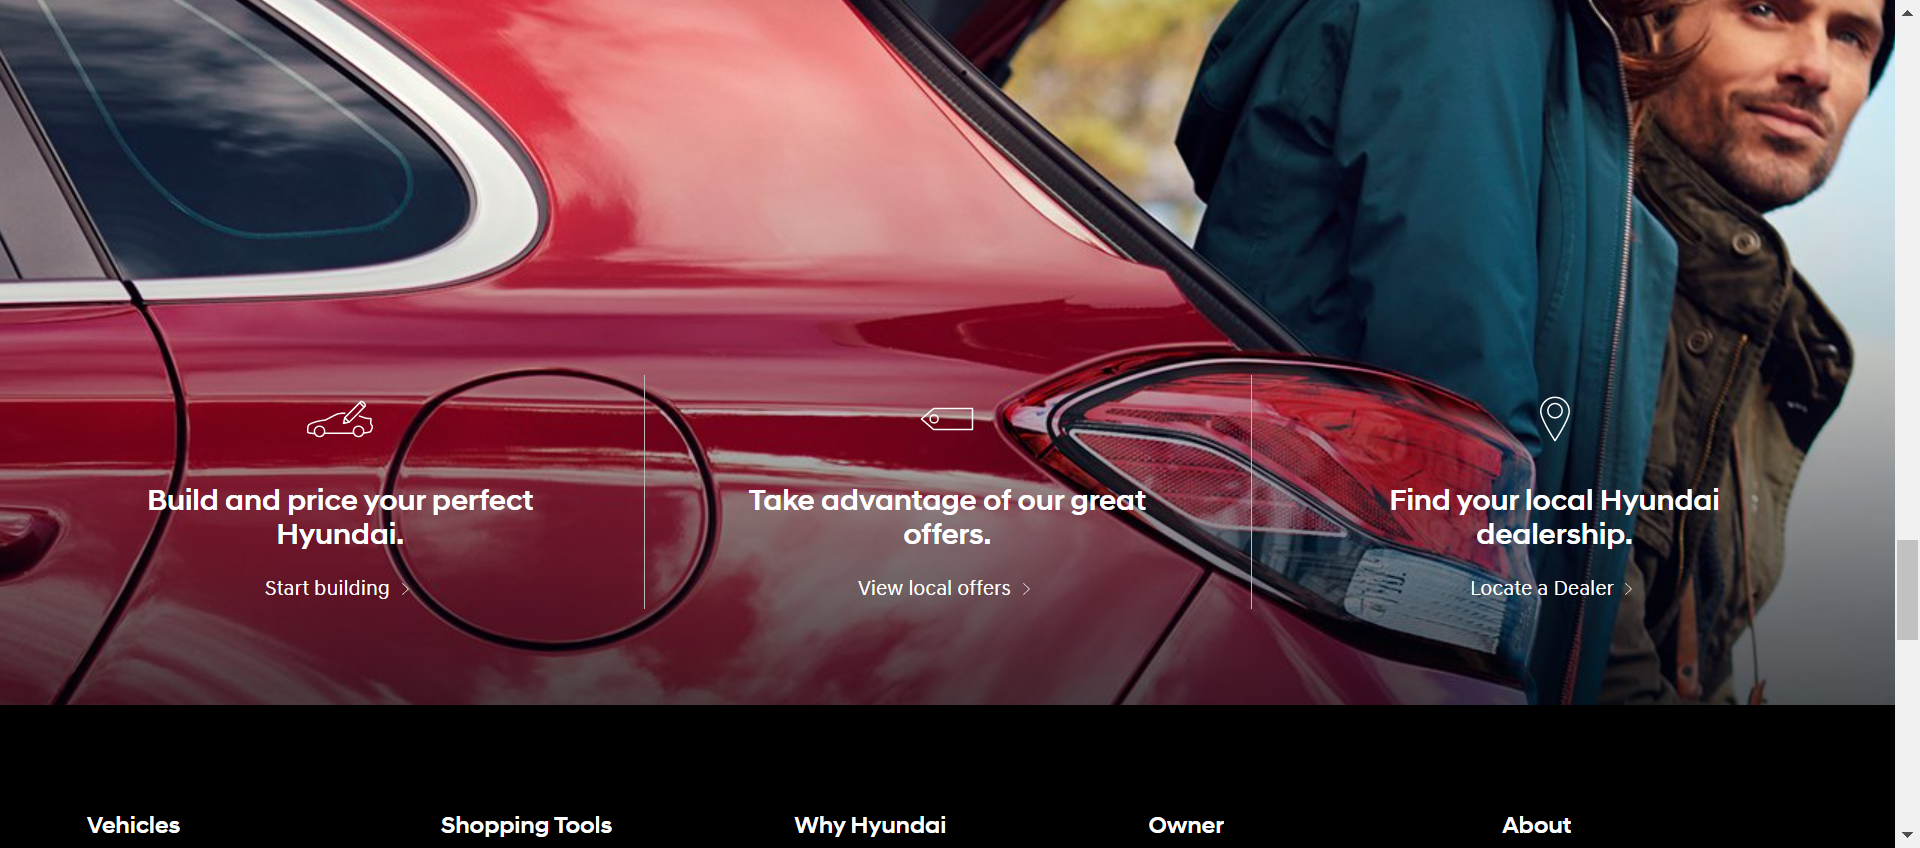 Build and price your perfect
Hyundai.
Start building
Take advantage of our great
offers.
View local offers
Find your local Hyundai
dealership.
Locate a Dealer
Vehicles
Shopping Tools
Why Hyundai
Owner
About